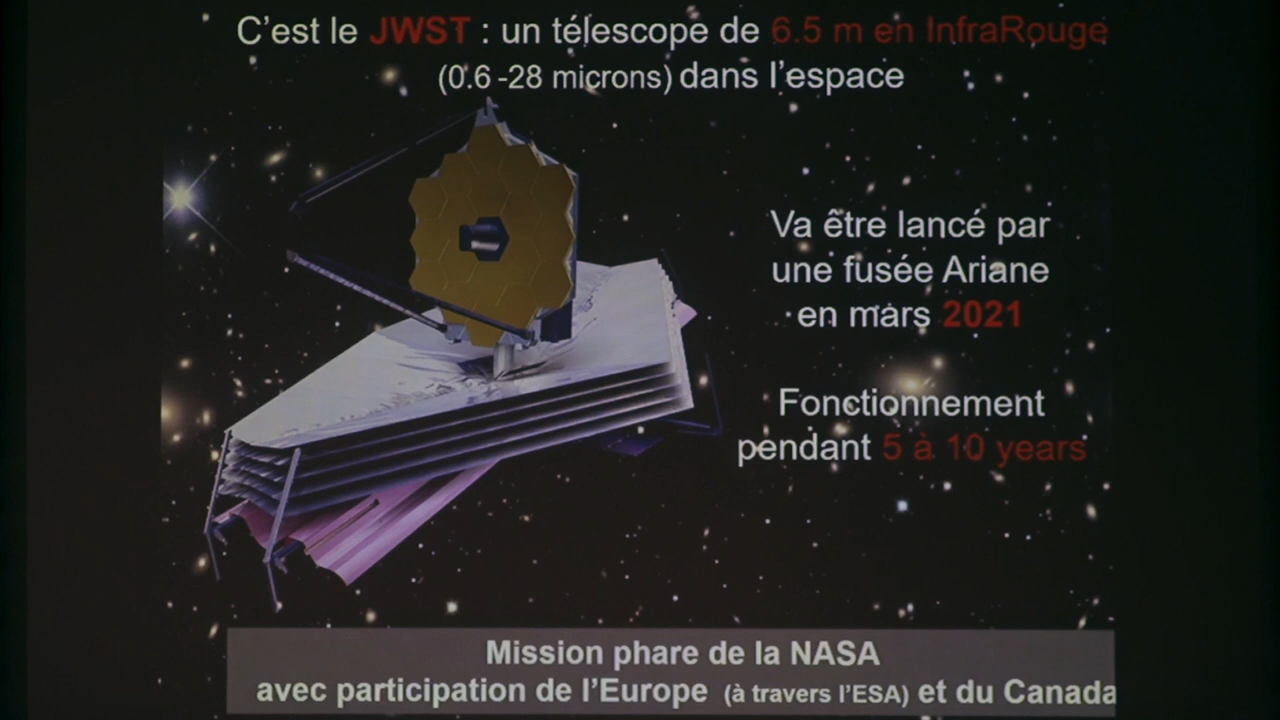 C'est le JWST : un télescope de 6.5 m en InfraRouge
(0.6 -28 microns) dans l'espace
Va être lancé par
une fusée Ariane
en mars 2021
Fonctionnement
pendant 5 à 10 years
Mission phare de la NASA
avec participation de l'Europe (à travers l'ESA) et du Canada